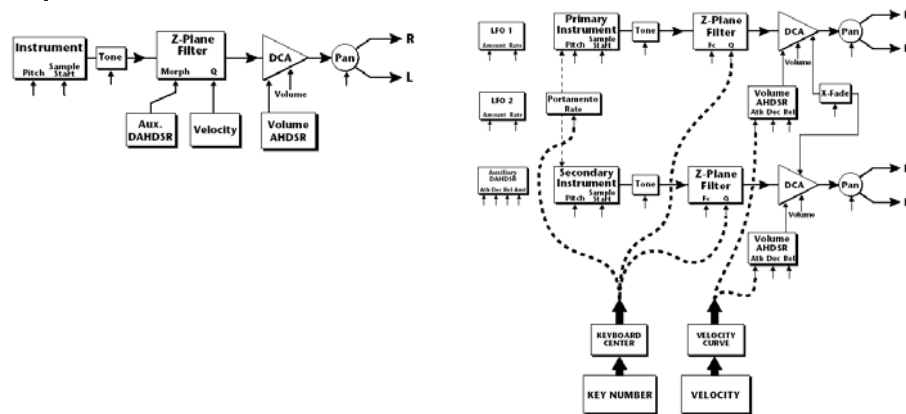 R
Instrument
Sample
Pitch Start
Tone
Z-Plane
Filter
Morph Q
DCA
Pan
L
Volume
Aux.
DAHDSR
Velocity
Volume
AHDSR
LFO 1
Amount Rate
Primary
Instrument
Sample
Pitch Start
Tone
Z-Plane
Filter
Fc Q
DCA
Pan
Volume
LFO 2
Amount Rate
Portamento
Rate
Volume
AHDSR
Atk Dec Rel
X-Fade
Auxiliary
DAHDSR
Atk Dec Rel Amt
Secondary
Instrument
Sample
Pitch Start
Tone
Z-Plane
Filter
Fc Q
DCA
Pan
Volume
Volume
AHDSR
Atk Dec Rel
KEYBOARD
CENTER
VELOCITY
CURVE
KEY NUMBER
VELOCITY